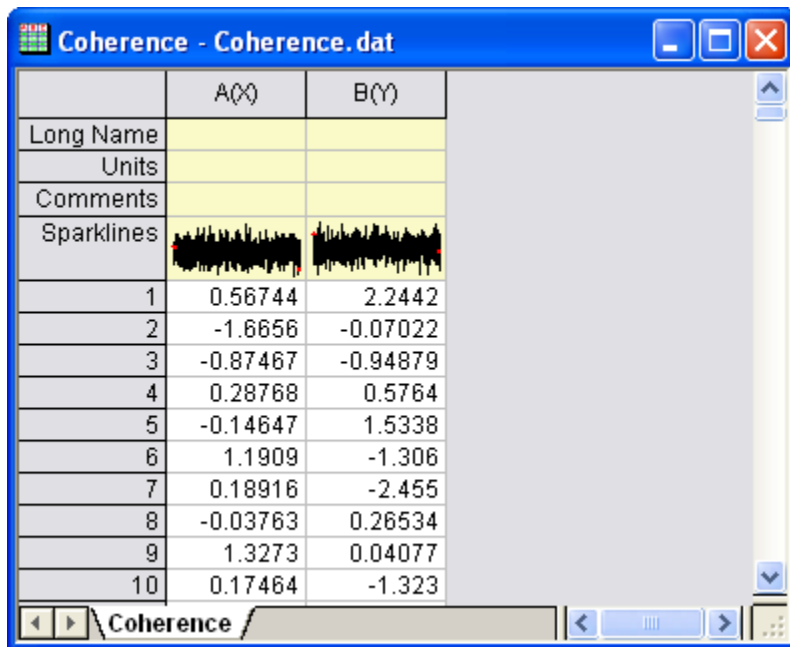 Coherence - Coherence.dat
A(X) B(Y)
Long Name
Units
Comments
Sparklines
1 0.56744 2.2442
2 -1.6656 -0.07022
3 -0.87467 -0.94879
4 0.28768 0.5764
5 -0.14647 1.5338
6 1.1909 -1.306
7 0.18916 -2.455
8 -0.03763 0.26534
9 1.3273 0.04077
10 0.17464 -1.323
Coherence